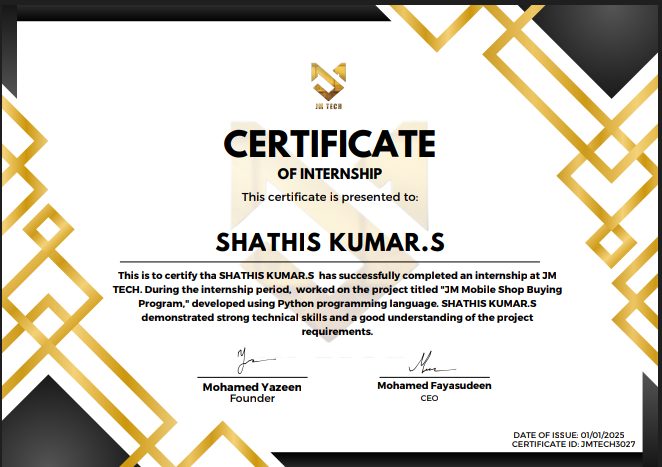 JM TECH
CERTIFICATE
OF INTERNSHIP
This certificate is presented to:
SHATHIS KUMAR.S
This is to certify tha SHATHIS KUMAR.S has successfully completed an internship at JM
TECH. During the internship period, worked on the project titled "JM Mobile Shop Buying
Program," developed using Python programming language. SHATHIS KUMAR.S
demonstrated strong technical skills and a good understanding of the project
requirements.
Mohamed Yazeen
Founder
Mohamed Fayasudeen
CEO
DATE OF ISSUE: 01/01/2025
CERTIFICATE ID: JMTECH3027